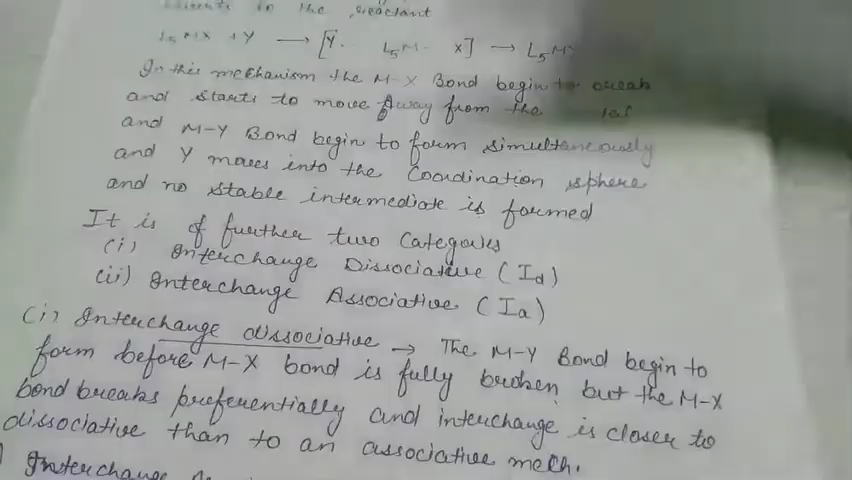 in the reactant
L5MX + Y → [Y. L5M- X] → L5M
In this mechanism the M-X Bond begin to break
and starts to move away from the
and M-Y Bond begin to form simultaneously
and Y moves into the Coordination sphere
and no stable intermediate is formed
It is of further two Categories
(i) Interchange Dissociative (Id)
(ii) Interchange Associative (Ia)
(i) Interchange dissociative → The M-Y Bond begin to
form before M-X bond is fully broken but the M-X
bond breaks preferentially and interchange is closer to
dissociative than to an associative mech.
Interchange